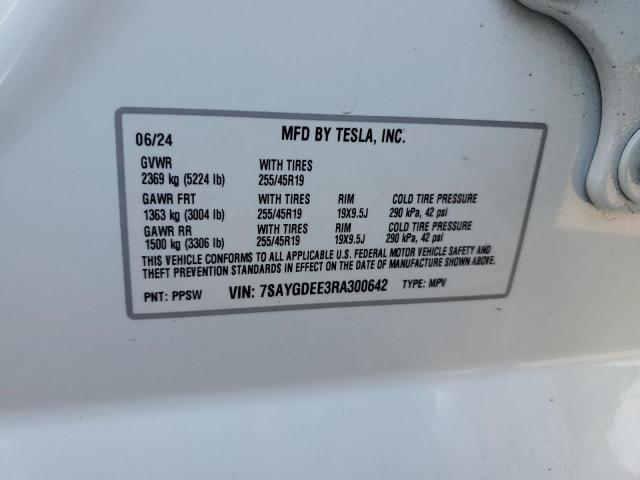 06/24 MFD BY TESLA, INC.
GVWR WITH TIRES
2369 kg (5224 lb) 255/45R19
GAWR FRT WITH TIRES RIM COLD TIRE PRESSURE
1363 kg (3004 lb) 255/45R19 19X9.5J 290 kPa, 42 psi
GAWR RR WITH TIRES RIM COLD TIRE PRESSURE
1500 kg (3306 lb) 255/45R19 19X9.5J 290 kPa, 42 psi
THIS VEHICLE CONFORMS TO ALL APPLICABLE U.S. FEDERAL MOTOR VEHICLE SAFETY AND
THEFT PREVENTION STANDARDS IN EFFECT ON THE DATE OF MANUFACTURE SHOWN ABOVE.
PNT: PPSW VIN: 7SAYGDEE3RA300642 TYPE: MPV